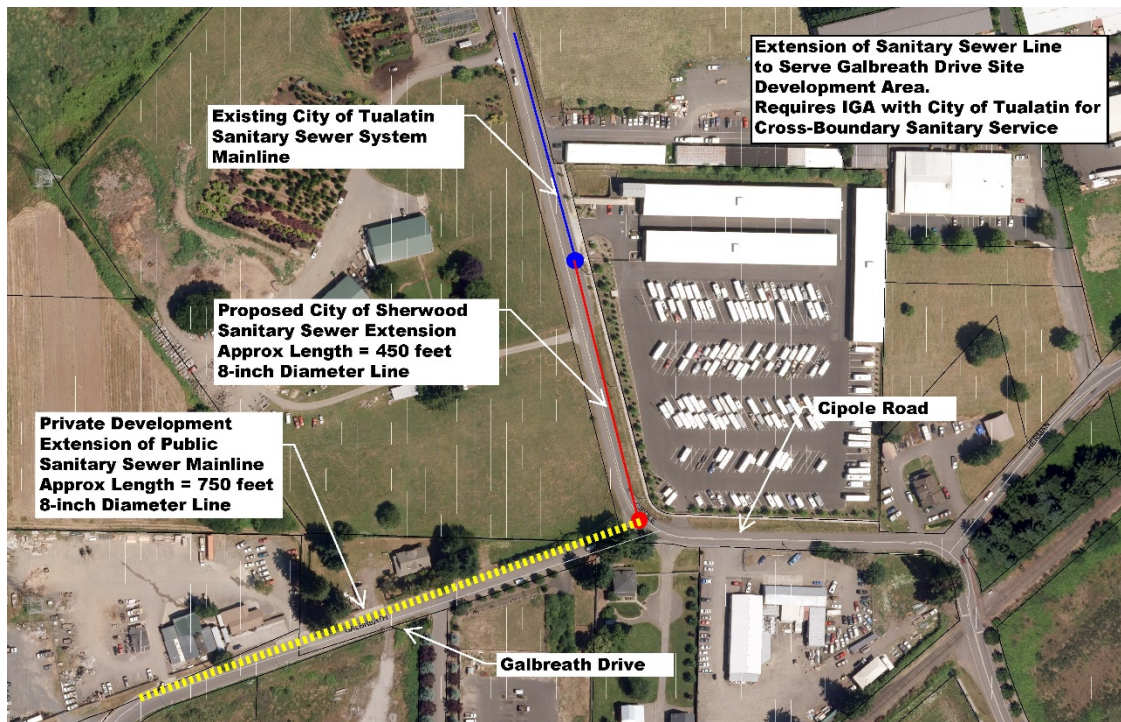 Extension of Sanitary Sewer Line
to Serve Galbreath Drive Site
Development Area.
Requires IGA with City of Tualatin for
Cross-Boundary Sanitary Service
Existing City of Tualatin
Sanitary Sewer System
Mainline
Proposed City of Sherwood
Sanitary Sewer Extension
Approx Length = 450 feet
8-inch Diameter Line
Cipole Road
Private Development
Extension of Public
Sanitary Sewer Mainline
Approx Length = 750 feet
8-inch Diameter Line
HERMAN
GALBREATH
Galbreath Drive